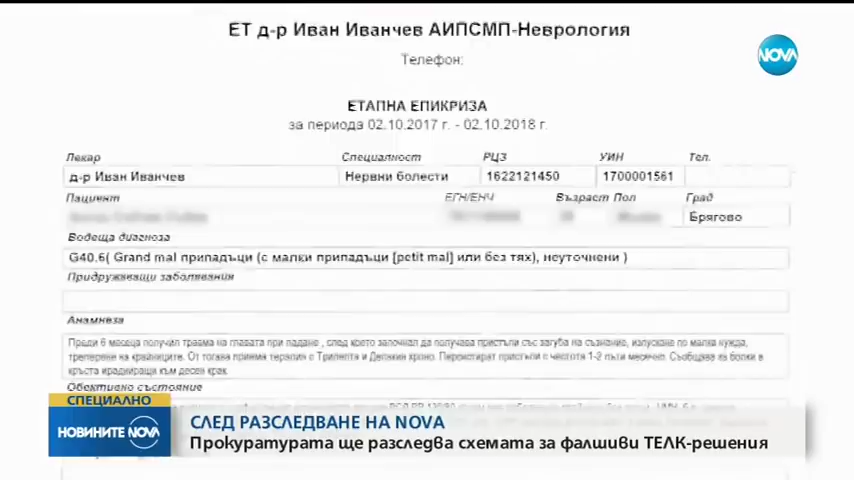 ЕТ д-р Иван Иванчев АИПСМП-Неврология
NOVA
Телефон:
ЕТАПНА ЕПИКРИЗА
за периода 02.10.2017 г. - 02.10.2018 г.
Лекар Специалност РЦЗ УИН Тел.
д-р Иван Иванчев Нервни болести 1622121450 1700001561
Пациент ЕГН/ЕНЧ Възраст Пол Град
Брягово
Водеща диагноза
G40.6( Grand mal припадъци (с малки припадъци [petit mal] или без тях), неуточнени )
Придружаващи заболявания
Анамнеза
Преди 6 месеца получил травма на главата при падане , след което започнал да получава пристъпи със загуба на съзнание, изпускане по малка нужда,
треперене на крайниците. От тогава приема терапия с Трилепта и Депакин хроно. Персистират пристъпи с честота 1-2 пъти месечно. Съобщава за болки в
кръста ирадииращи към десен крак.
Обективно състояние
СПЕЦИАЛНО
НОВИНИТЕ NOVA
СЛЕД РАЗСЛЕДВАНЕ НА NOVA
Прокуратурата ще разследва схемата за фалшиви ТЕЛК-решения